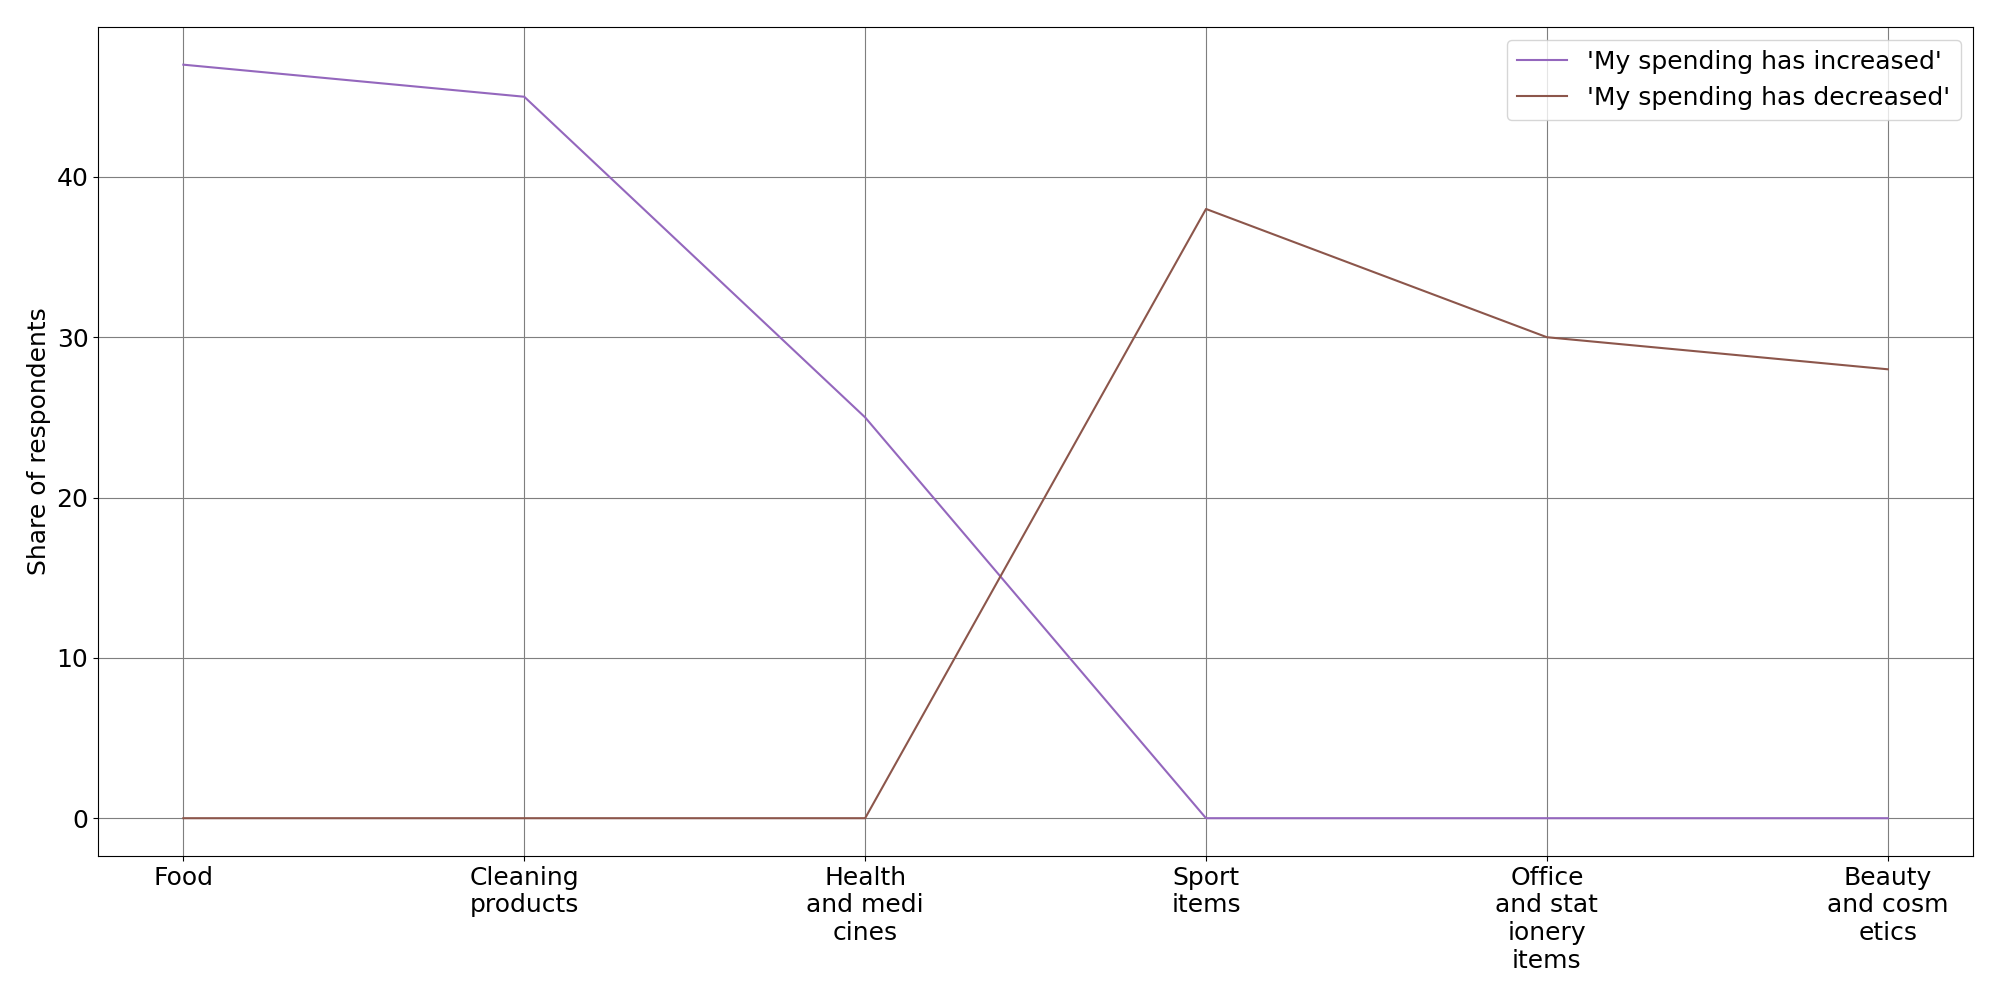 'My spending has increased'
'My spending has decreased'
Share of respondents
40
30
20
10
0
Food
Cleaning
products
Health
and medi
cines
Sport
items
Office
and stat
ionery
items
Beauty
and cosm
etics